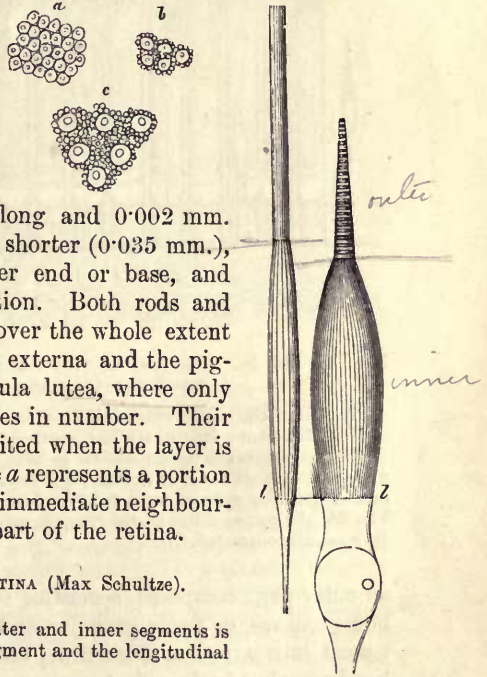 a
b
c
long and 0·002 mm.
shorter (0·035 mm.),
er end or base, and
tion. Both rods and
over the whole extent
externa and the pig-
ula lutea, where only
es in number. Their
ited when the layer is
a represents a portion
immediate neighbour-
part of the retina.
TINA (Max Schultze).
ter and inner segments is
gment and the longitudinal
outer
inner
l
l